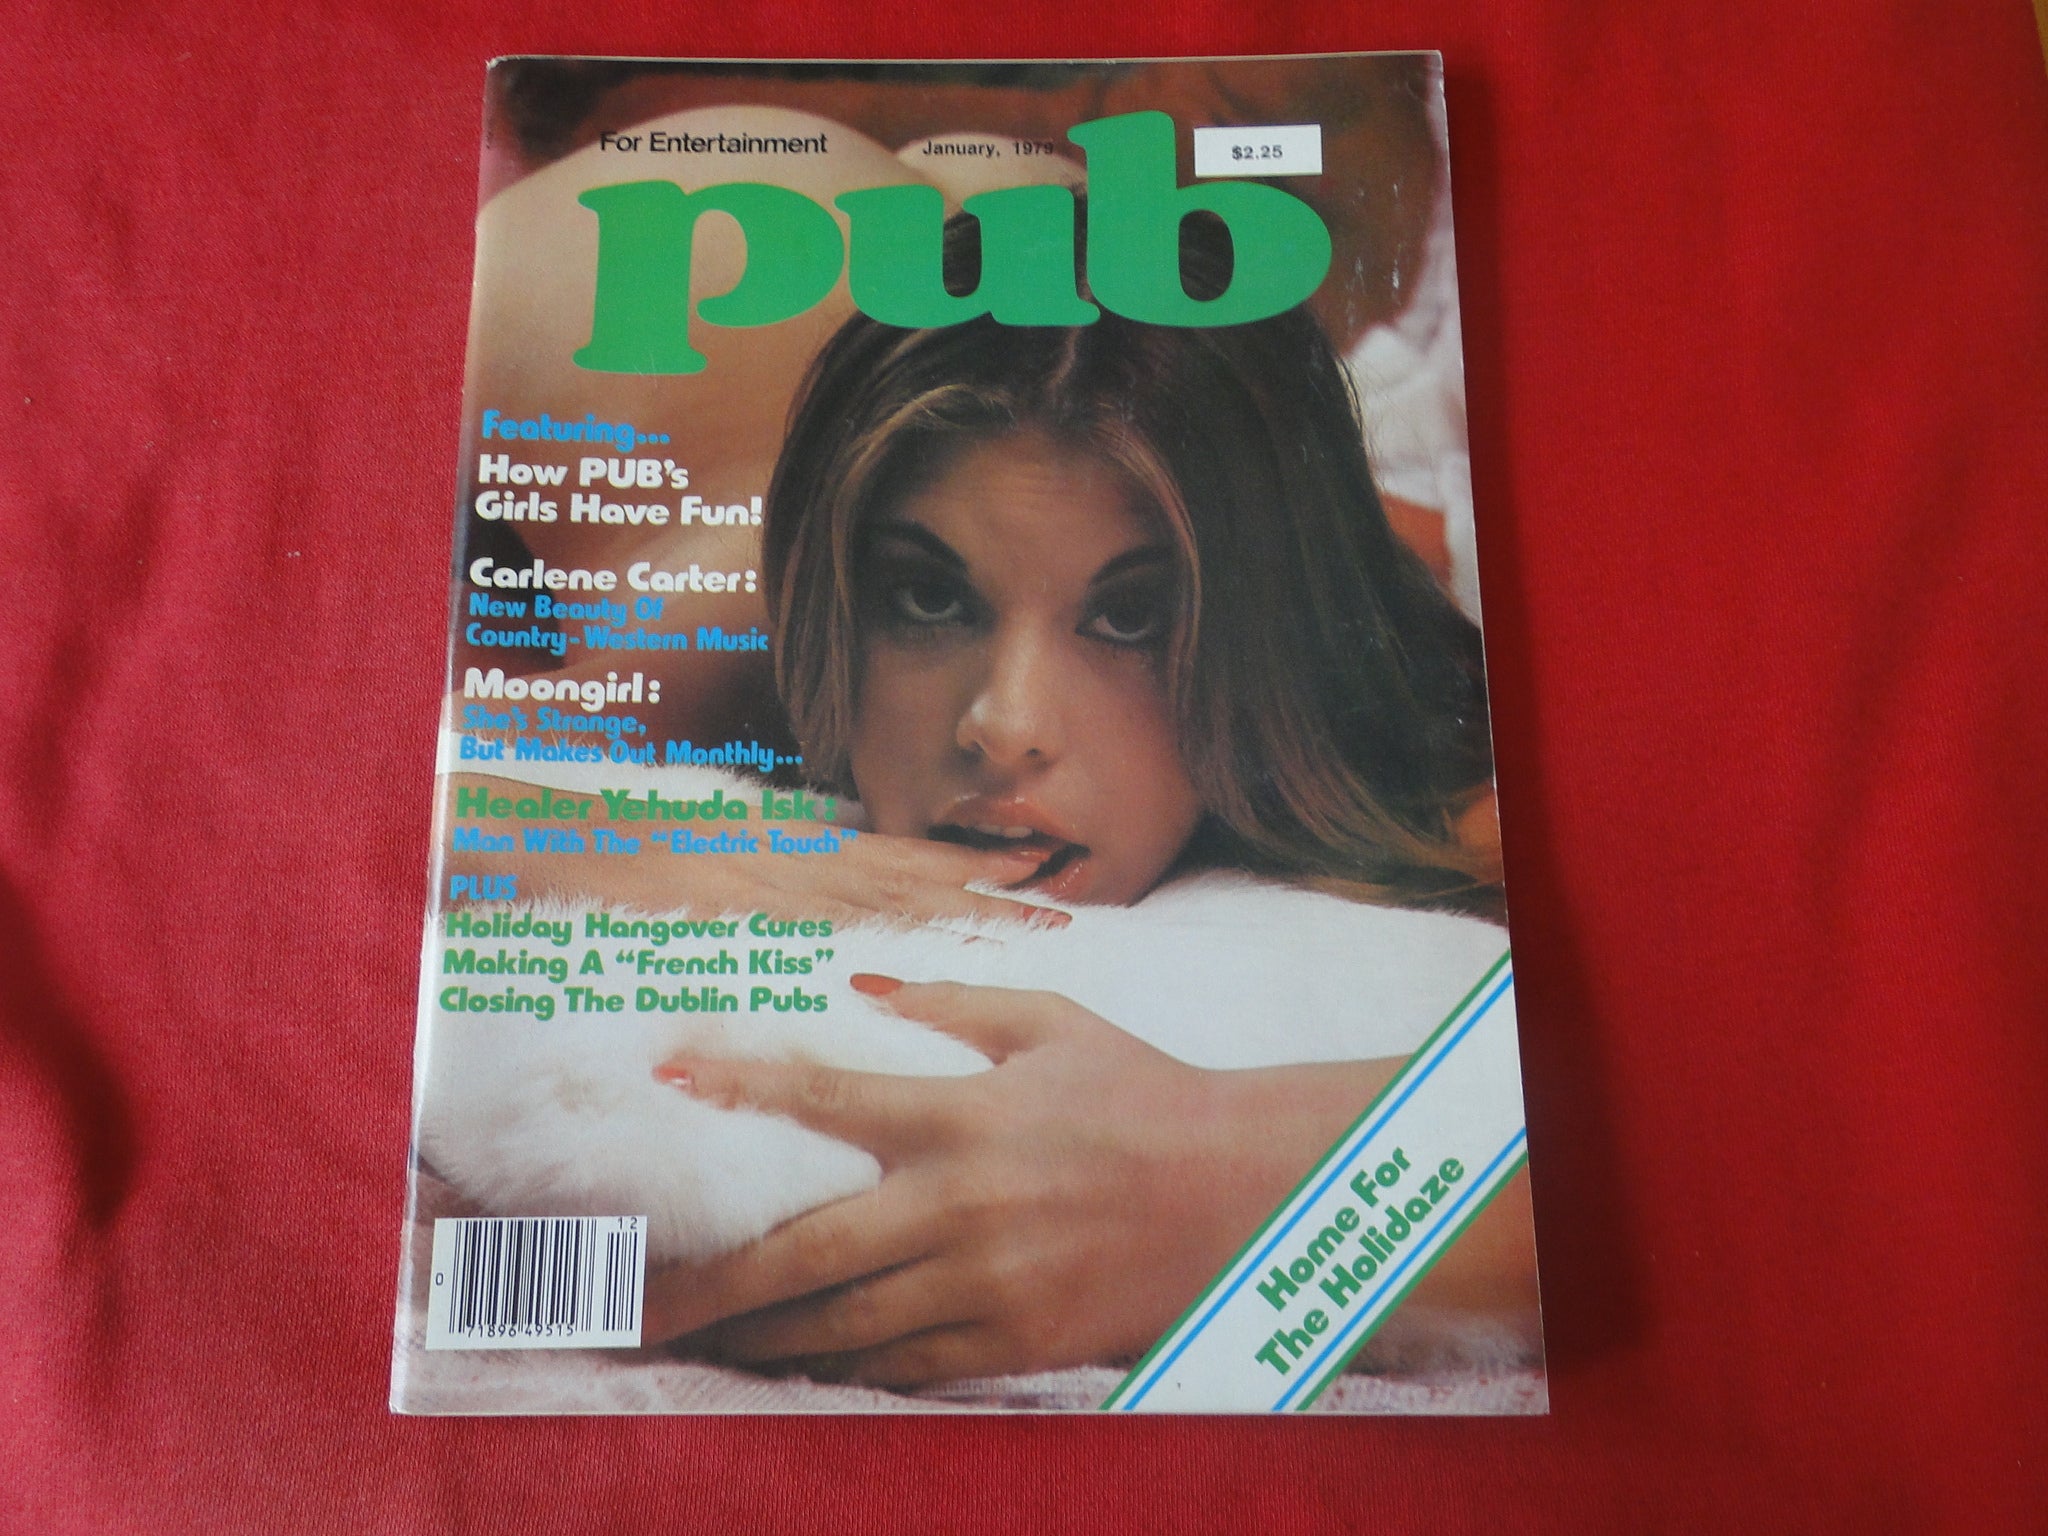 For Entertainment
January, 1979
$2.25
pub
Featuring...
How PUB's
Girls Have Fun!
Carlene Carter:
New Beauty Of
Country-Western Music
Moongirl:
She's Strange,
But Makes Out Monthly...
Healer Yehuda Isk:
Man With The "Electric Touch"
PLUS
Holiday Hangover Cures
Making A "French Kiss"
Closing The Dublin Pubs
Home For
The Holidaze
12
0
71896 49515